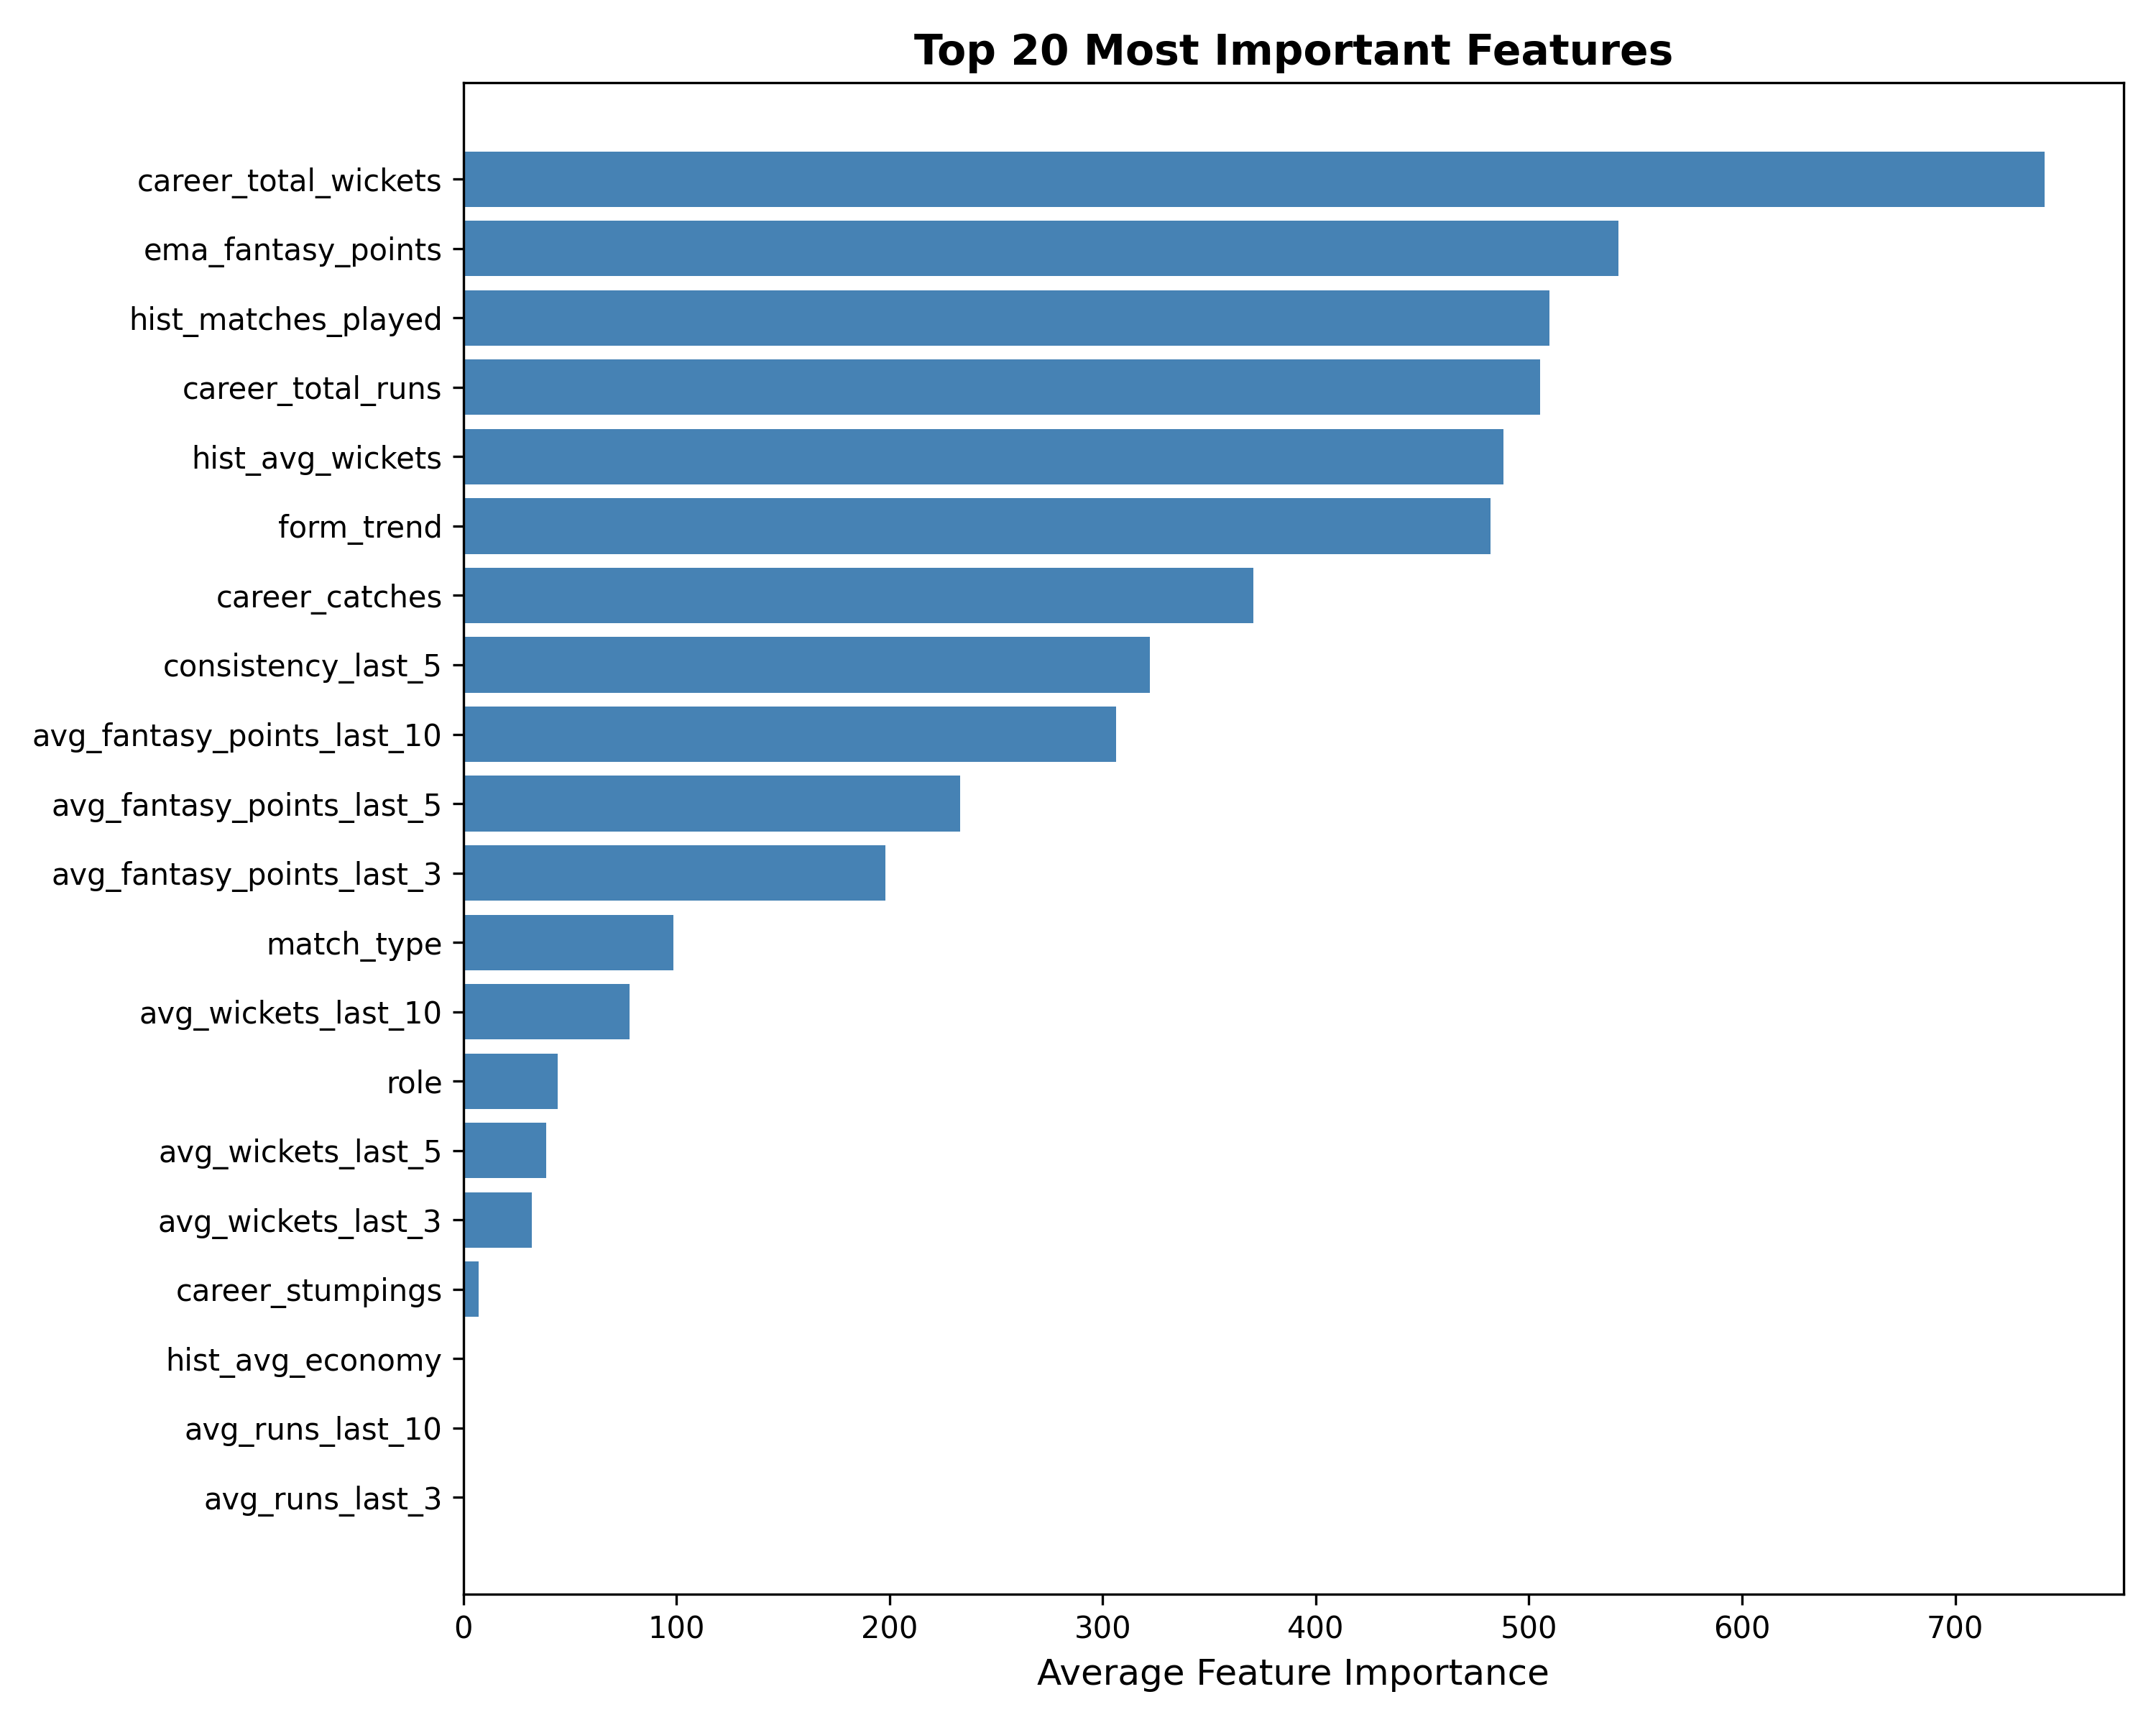 Top 20 Most Important Features
career_total_wickets
ema_fantasy_points
hist_matches_played
career_total_runs
hist_avg_wickets
form_trend
career_catches
consistency_last_5
avg_fantasy_points_last_10
avg_fantasy_points_last_5
avg_fantasy_points_last_3
match_type
avg_wickets_last_10
role
avg_wickets_last_5
avg_wickets_last_3
career_stumpings
hist_avg_economy
avg_runs_last_10
avg_runs_last_3
0 100 200 300 400 500 600 700
Average Feature Importance